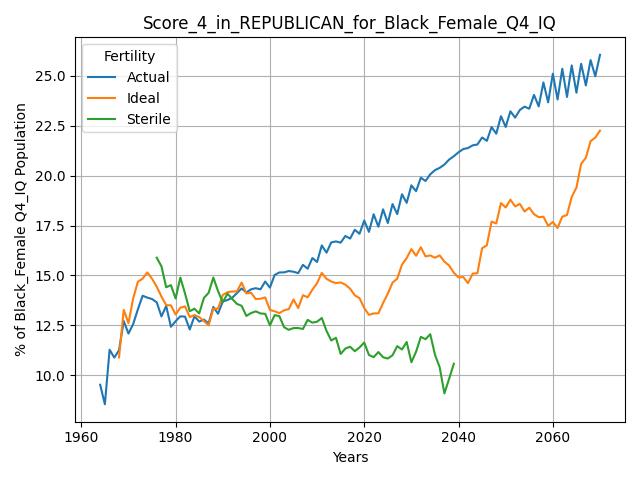 Score_4_in_REPUBLICAN_for_Black_Female_Q4_IQ
Fertility
Actual
Ideal
Sterile
% of Black_Female Q4_IQ Population
25.0
22.5
20.0
17.5
15.0
12.5
10.0
1960 1980 2000 2020 2040 2060
Years